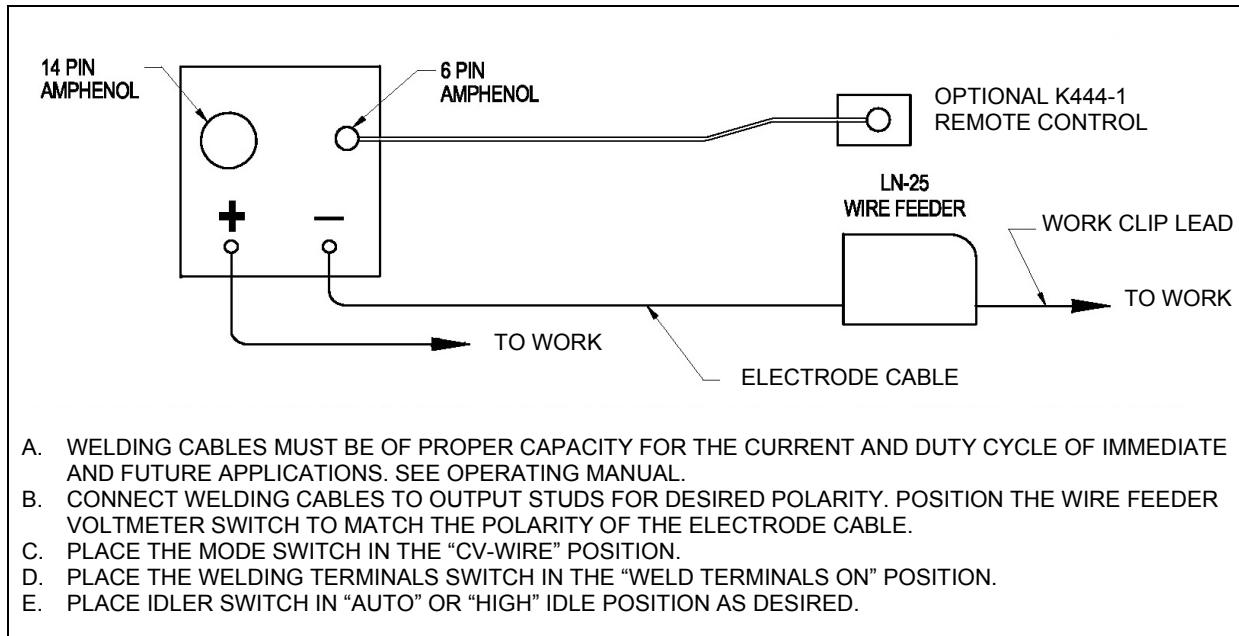 14 PIN
AMPHENOL
6 PIN
AMPHENOL
OPTIONAL K444-1
REMOTE CONTROL
LN-25
WIRE FEEDER
WORK CLIP LEAD
+
−
TO WORK
TO WORK
ELECTRODE CABLE
A. WELDING CABLES MUST BE OF PROPER CAPACITY FOR THE CURRENT AND DUTY CYCLE OF IMMEDIATE
AND FUTURE APPLICATIONS. SEE OPERATING MANUAL.
B. CONNECT WELDING CABLES TO OUTPUT STUDS FOR DESIRED POLARITY. POSITION THE WIRE FEEDER
VOLTMETER SWITCH TO MATCH THE POLARITY OF THE ELECTRODE CABLE.
C. PLACE THE MODE SWITCH IN THE “CV-WIRE” POSITION.
D. PLACE THE WELDING TERMINALS SWITCH IN THE “WELD TERMINALS ON” POSITION.
E. PLACE IDLER SWITCH IN “AUTO” OR “HIGH” IDLE POSITION AS DESIRED.